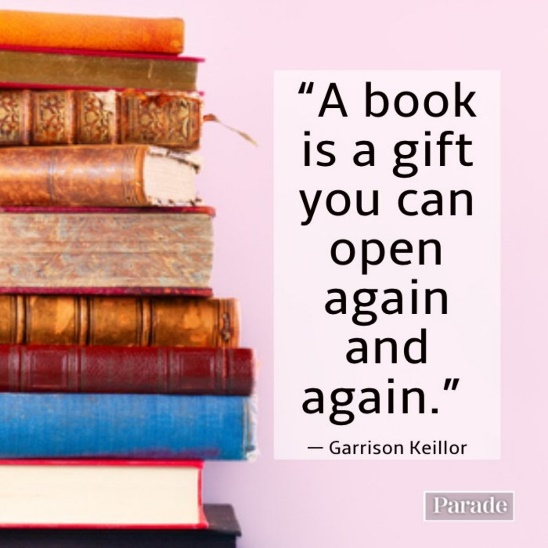 “A book
is a gift
you can
open
again
and
again.”
— Garrison Keillor
Parade